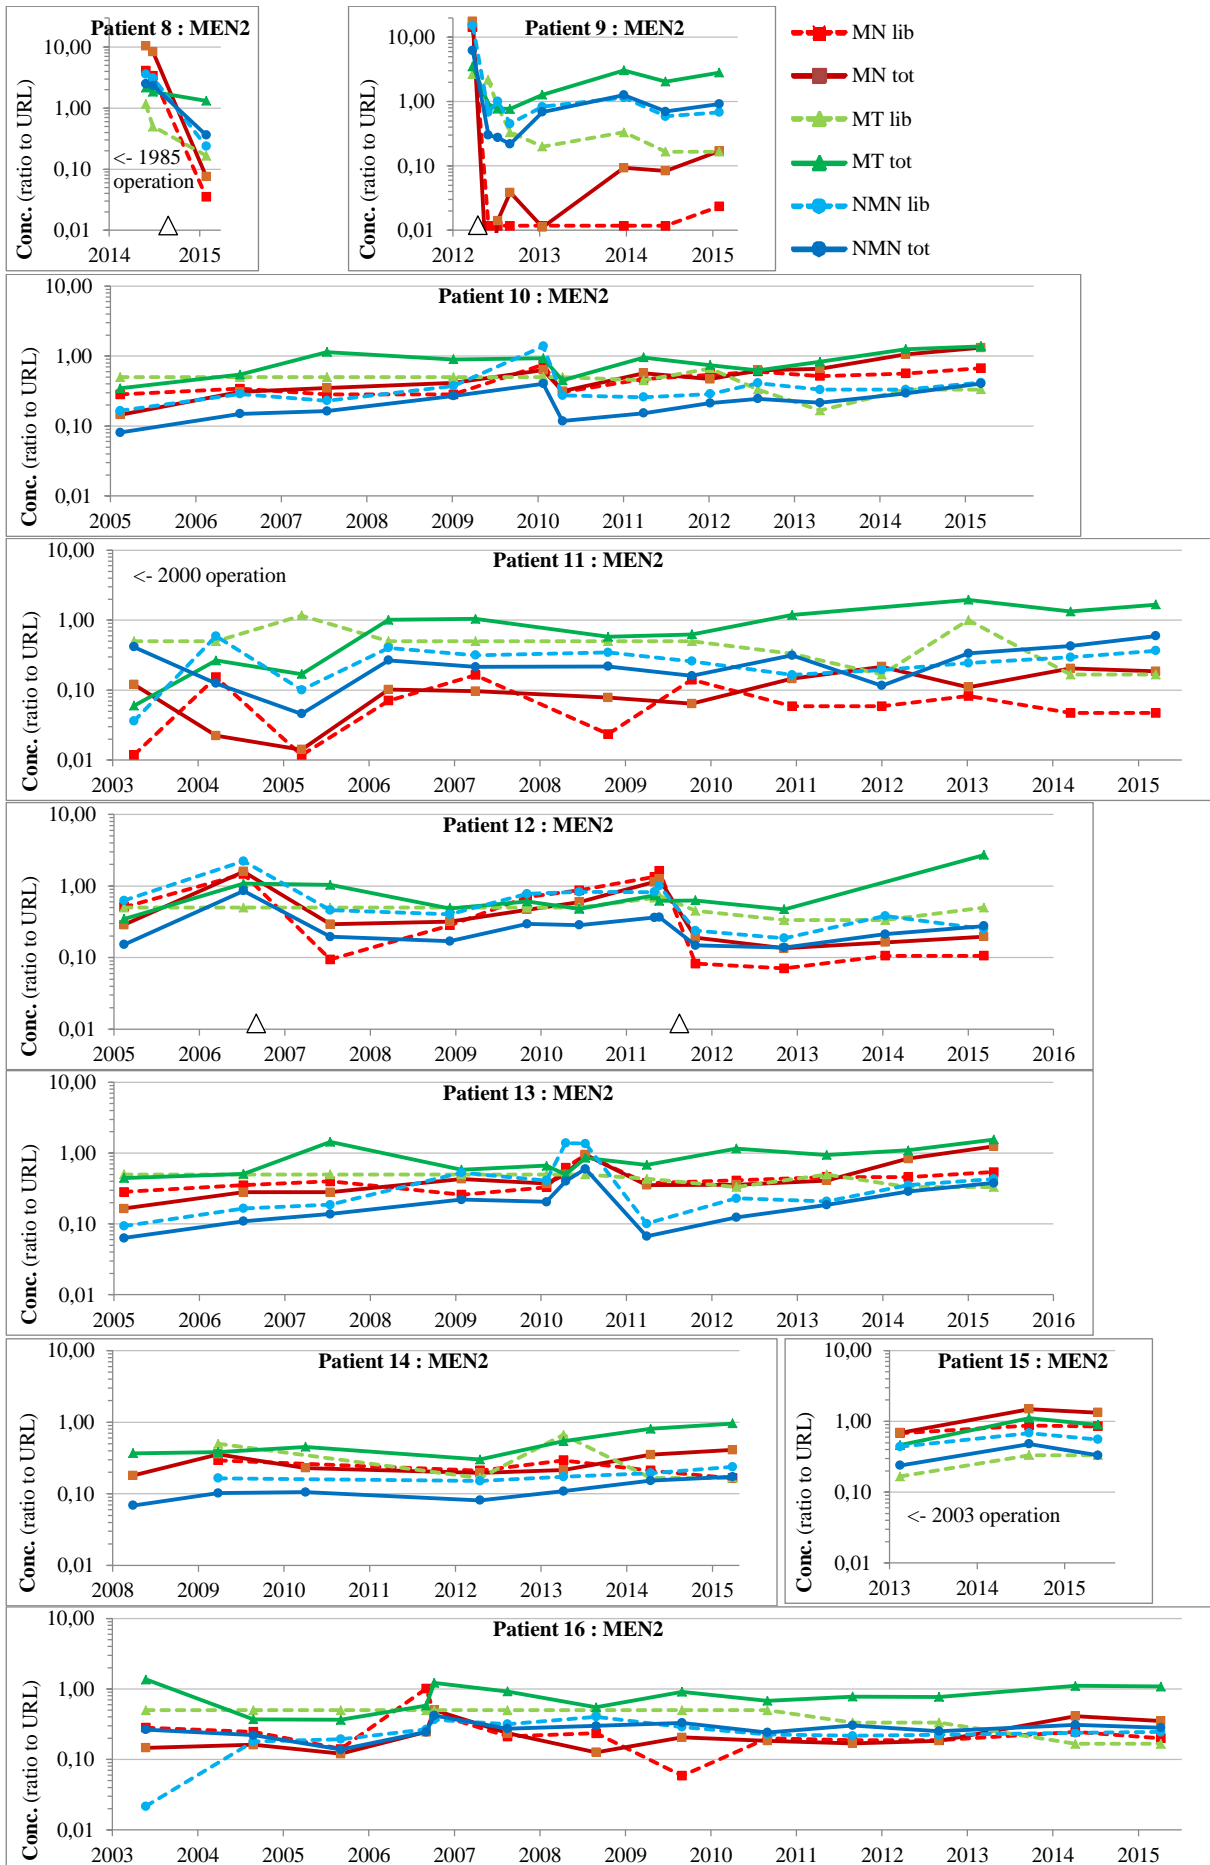 Patient 8 : MEN2
Conc. (ratio to URL)
10,00
1,00
0,10
0,01
<- 1985
operation
2014 2015
Patient 9 : MEN2
Conc. (ratio to URL)
10,00
1,00
0,10
0,01
2012 2013 2014 2015
MN lib
MN tot
MT lib
MT tot
NMN lib
NMN tot
Patient 10 : MEN2
Conc. (ratio to URL)
10,00
1,00
0,10
0,01
2005 2006 2007 2008 2009 2010 2011 2012 2013 2014 2015
Patient 11 : MEN2
Conc. (ratio to URL)
10,00
<- 2000 operation
1,00
0,10
0,01
2003 2004 2005 2006 2007 2008 2009 2010 2011 2012 2013 2014 2015
Patient 12 : MEN2
Conc. (ratio to URL)
10,00
1,00
0,10
0,01
2005 2006 2007 2008 2009 2010 2011 2012 2013 2014 2015 2016
Patient 13 : MEN2
Conc. (ratio to URL)
10,00
1,00
0,10
0,01
2005 2006 2007 2008 2009 2010 2011 2012 2013 2014 2015 2016
Patient 14 : MEN2
Conc. (ratio to URL)
10,00
1,00
0,10
0,01
2008 2009 2010 2011 2012 2013 2014 2015
Patient 15 : MEN2
Conc. (ratio to URL)
10,00
1,00
0,10
0,01
<- 2003 operation
2013 2014 2015
Patient 16 : MEN2
Conc. (ratio to URL)
10,00
1,00
0,10
0,01
2003 2004 2005 2006 2007 2008 2009 2010 2011 2012 2013 2014 2015